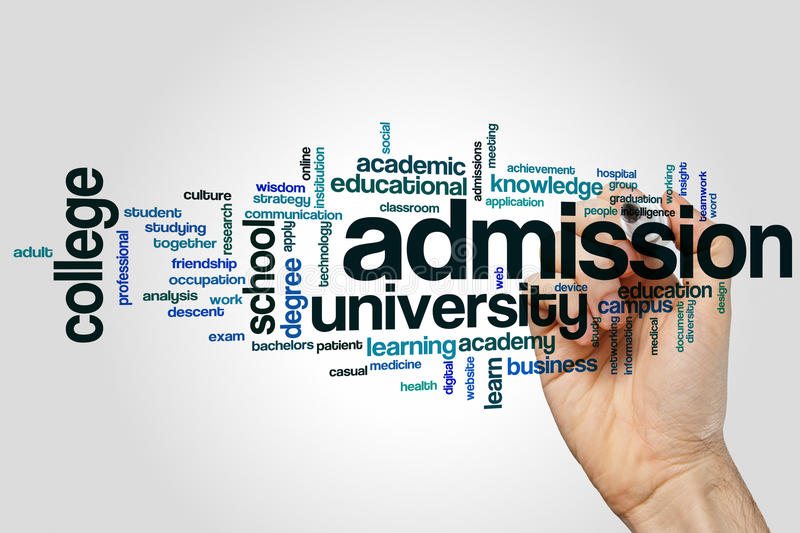 social
meeting
online
institution
academic
admissions
achievement
hospital
working
insight
teamwork
word
culture
wisdom
educational
knowledge
group
graduation
strategy
application
people
intelligence
college
student
research
communication
classroom
studying
school
apply
technology
admission
adult
professional
together
friendship
degree
web
occupation
device
education
design
analysis
work
university
campus
document
diversity
descent
study
networking
information
medical
exam
bachelors
patient
learning
academy
casual
medicine
business
health
digital
website
learn